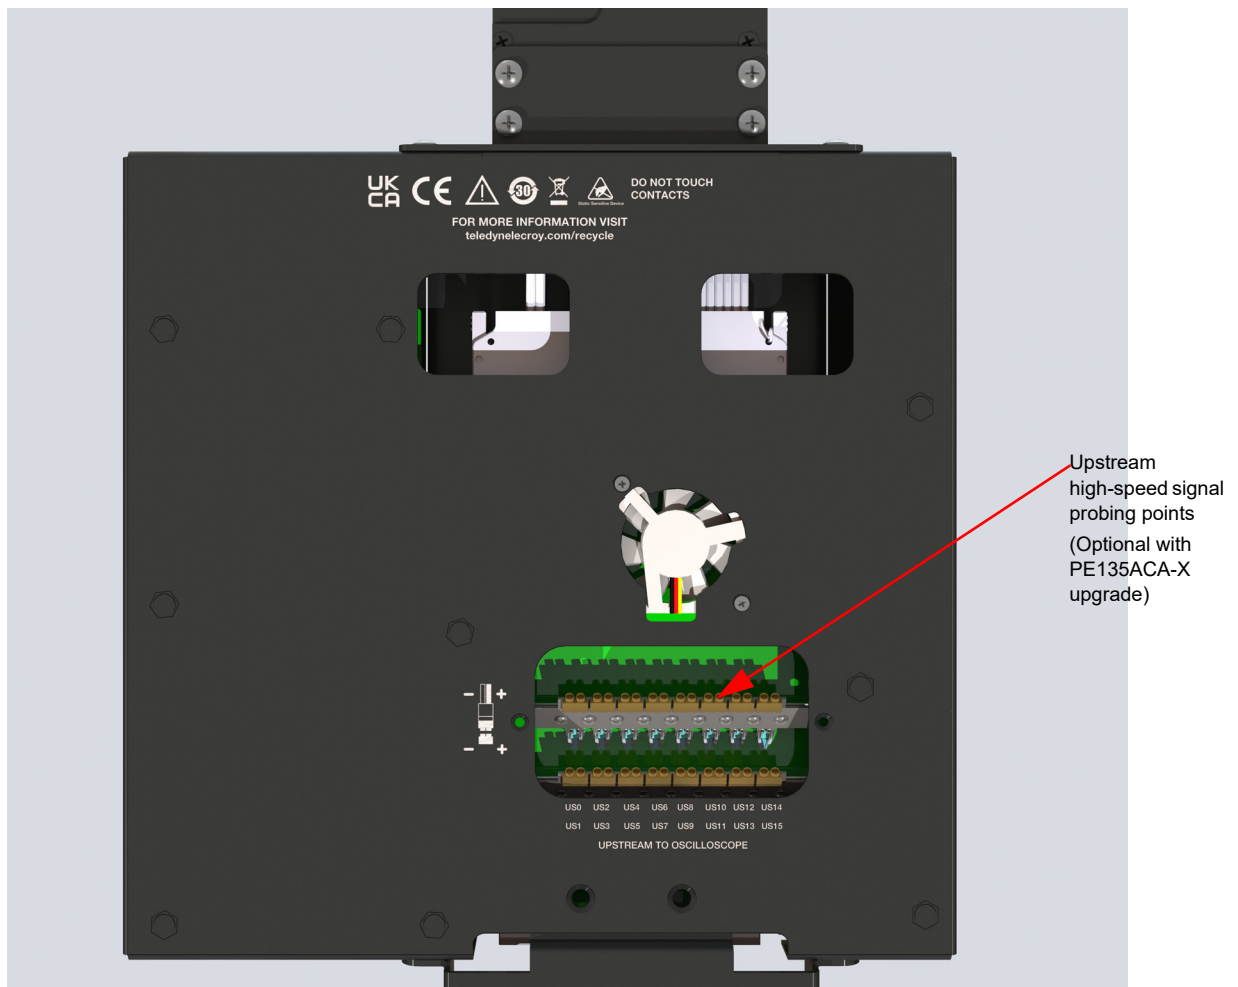 UK
CA
CE
30
Static Sensitive Device
DO NOT TOUCH
CONTACTS
FOR MORE INFORMATION VISIT
teledynelecroy.com/recycle
Upstream
high-speed signal
probing points
(Optional with
PE135ACA-X
upgrade)
- +
- +
US0 US2 US4 US6 US8 US10 US12 US14
US1 US3 US5 US7 US9 US11 US13 US15
UPSTREAM TO OSCILLOSCOPE